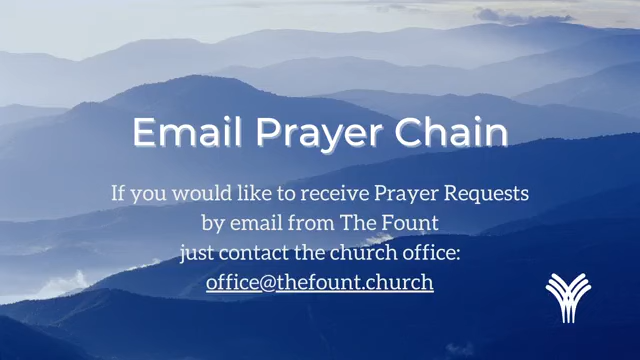 Email Prayer Chain
If you would like to receive Prayer Requests
by email from The Fount
just contact the church office:
office@thefount.church